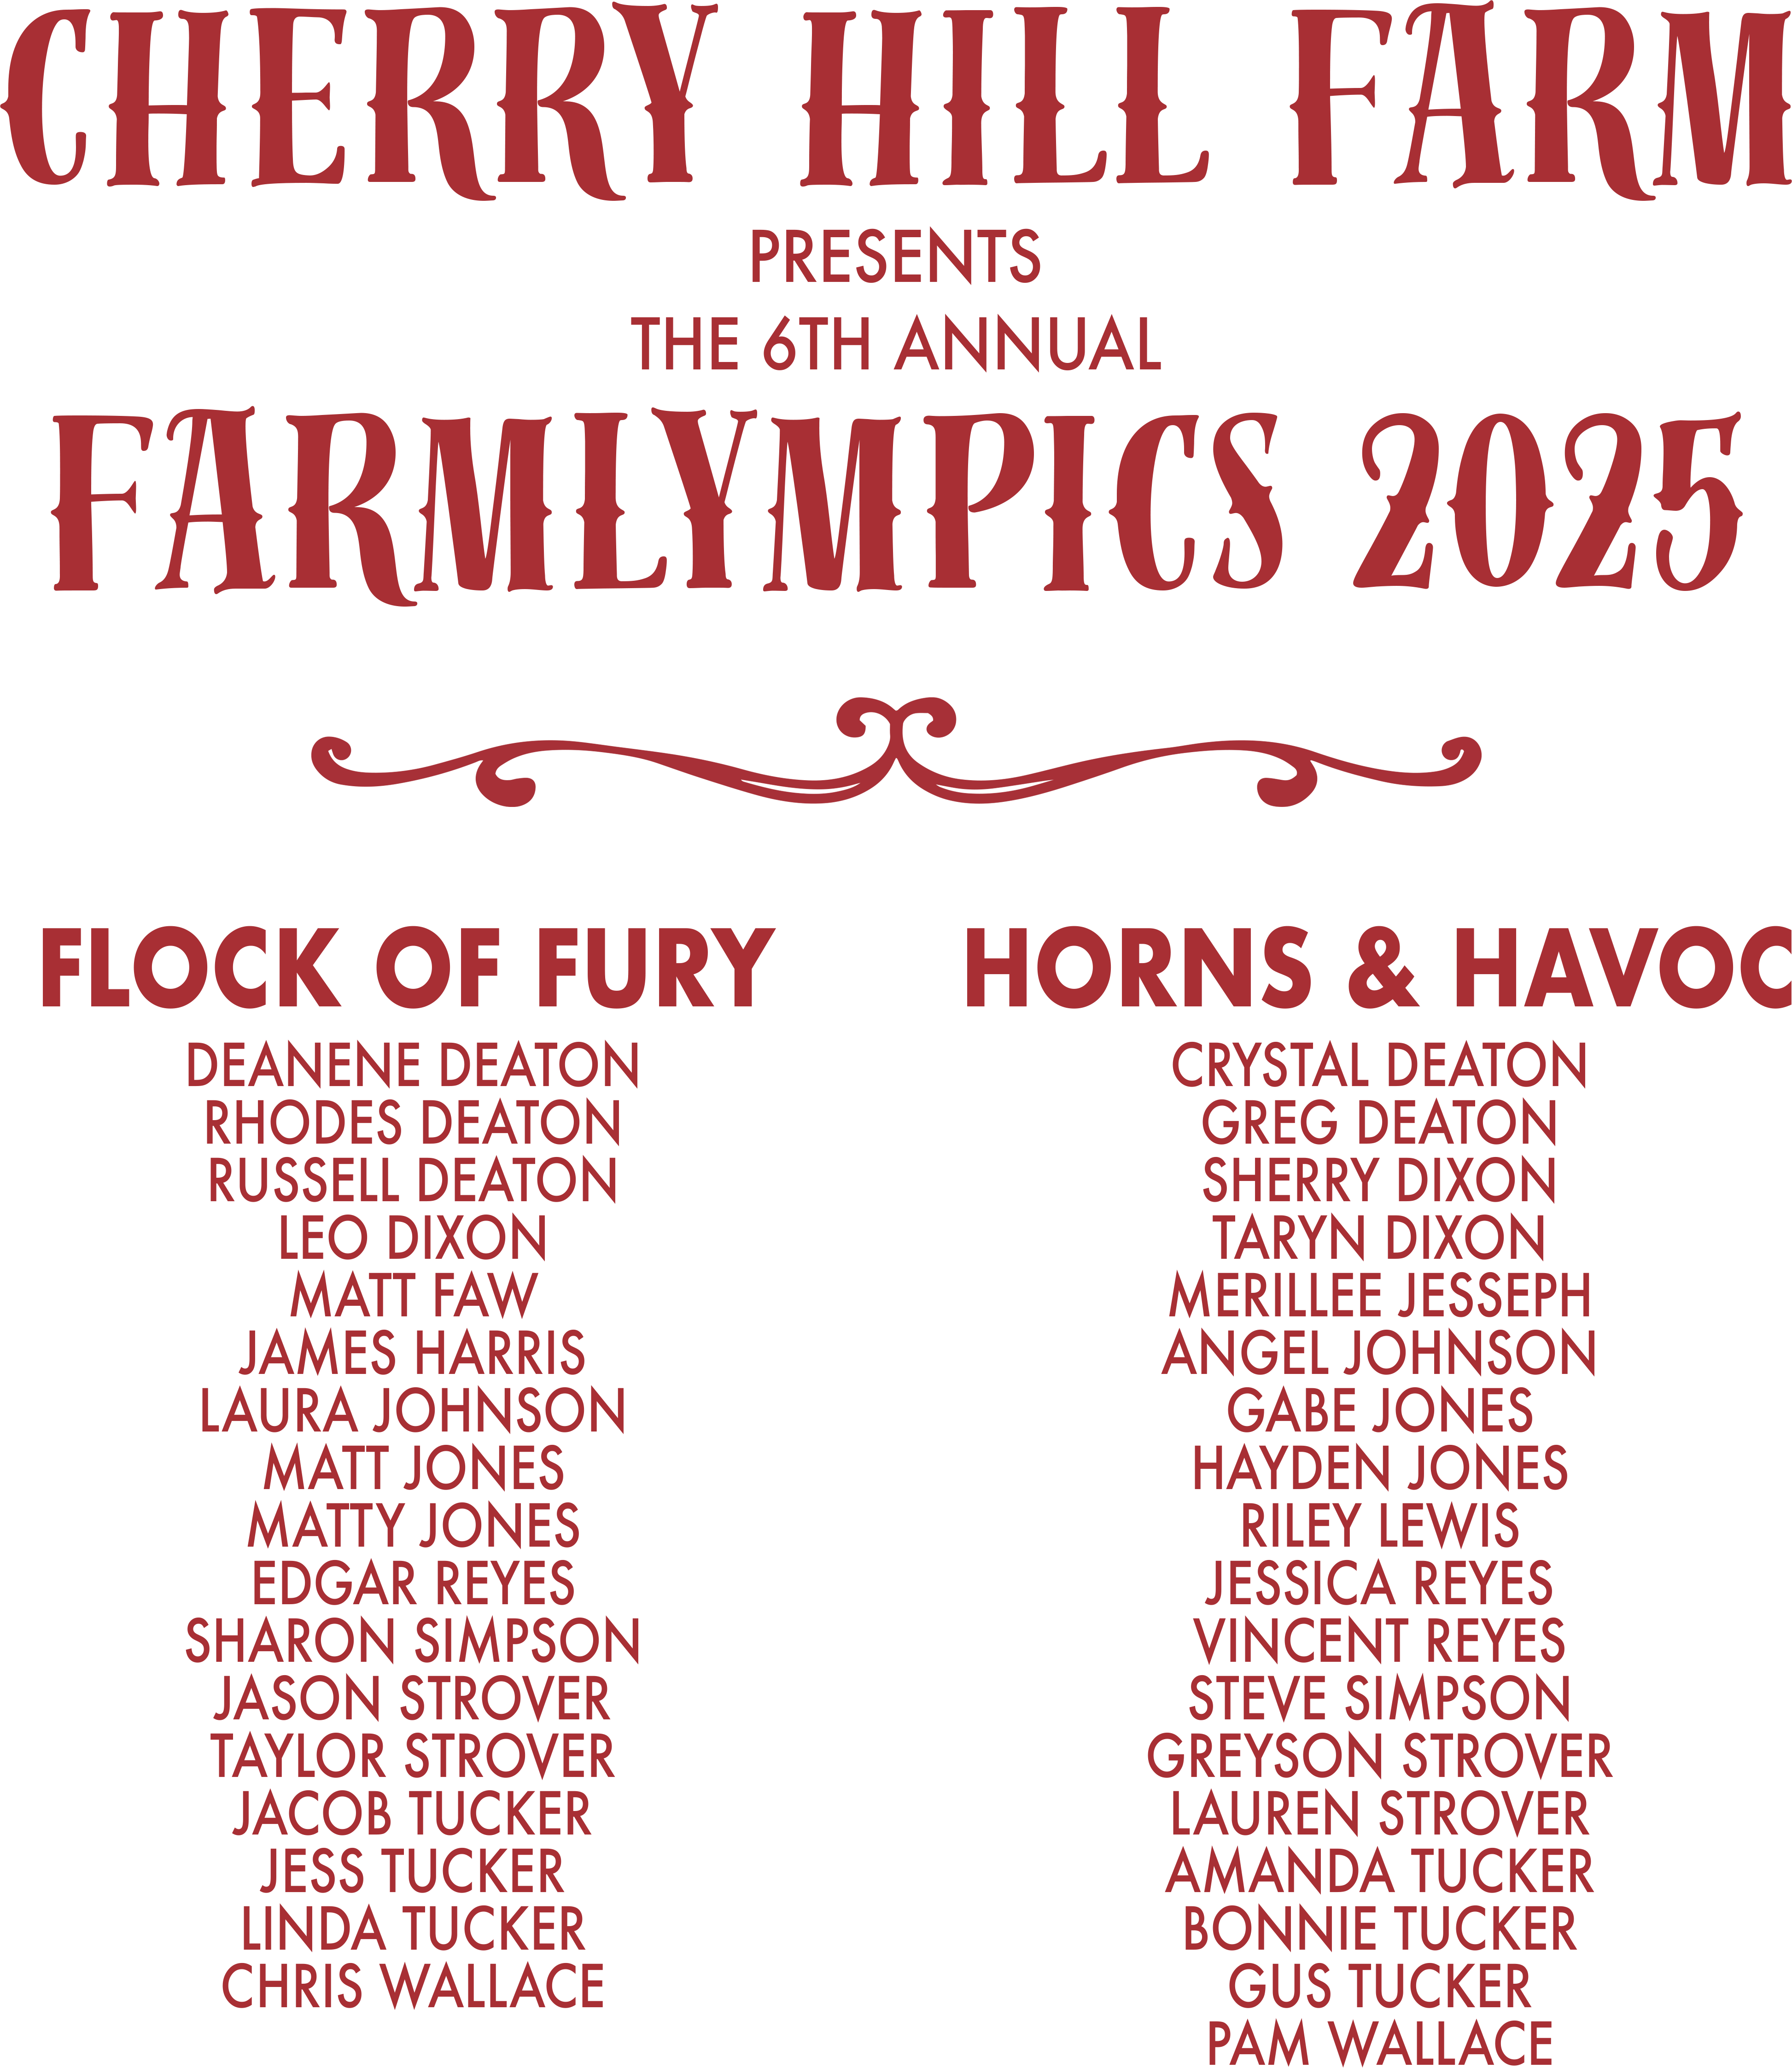 CHERRY HILL FARM
PRESENTS
THE 6TH ANNUAL
FARMLYMPICS 2025
FLOCK OF FURY
DEANENE DEATON
RHODES DEATON
RUSSELL DEATON
LEO DIXON
MATT FAW
JAMES HARRIS
LAURA JOHNSON
MATT JONES
MATTY JONES
EDGAR REYES
SHARON SIMPSON
JASON STROVER
TAYLOR STROVER
JACOB TUCKER
JESS TUCKER
LINDA TUCKER
CHRIS WALLACE
HORNS & HAVOC
CRYSTAL DEATON
GREG DEATON
SHERRY DIXON
TARYN DIXON
MERILLEE JESSEPH
ANGEL JOHNSON
GABE JONES
HAYDEN JONES
RILEY LEWIS
JESSICA REYES
VINCENT REYES
STEVE SIMPSON
GREYSON STROVER
LAUREN STROVER
AMANDA TUCKER
BONNIE TUCKER
GUS TUCKER
PAM WALLACE